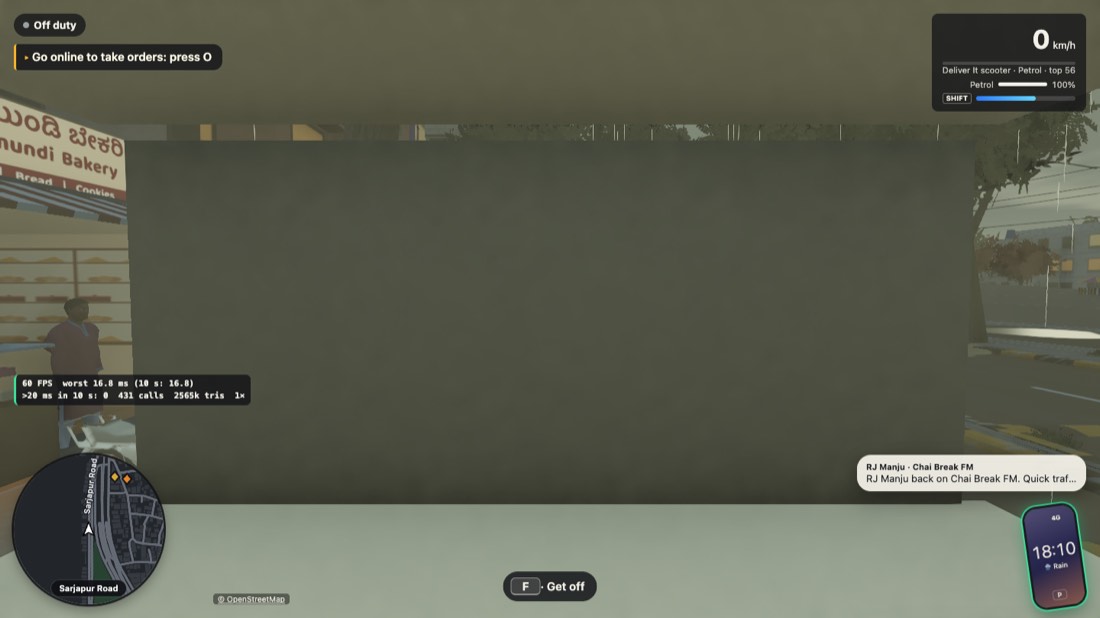 Off duty
Go online to take orders: press O
0 km/h
Deliver It scooter · Petrol · top 56
Petrol 100%
SHIFT
ಬೇಕರಿ
Bakery
Bread | Cookies
60 FPS worst 16.8 ms (10 s: 16.8)
>20 ms in 10 s: 0 431 calls 2565k tris 1×
RJ Manju · Chai Break FM
RJ Manju back on Chai Break FM. Quick traf...
Sarjapur Road
Sarjapur Road
© OpenStreetMap
F · Get off
4G
18:10
Rain
P